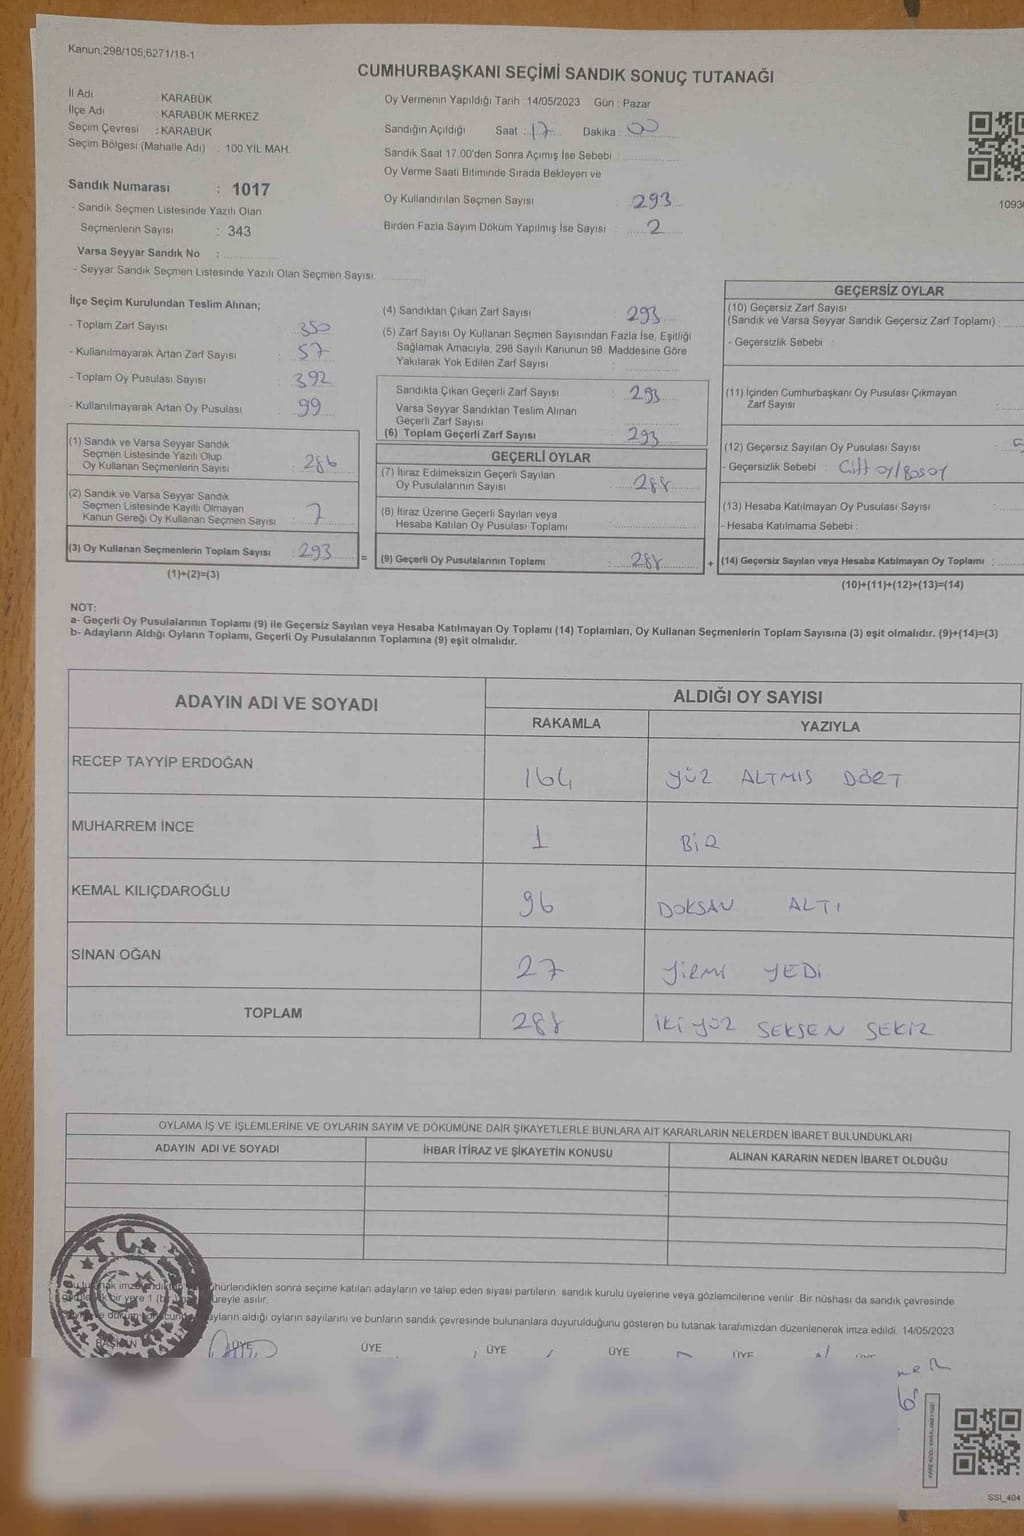 Kanun;298/105;6271/18-1
CUMHURBAŞKANI SEÇİMİ SANDIK SONUÇ TUTANAĞI
İl Adı : KARABÜK
İlçe Adı : KARABÜK MERKEZ
Seçim Çevresi : KARABÜK
Seçim Bölgesi (Mahalle Adı) : 100.YIL MAH.
Sandık Numarası : 1017
- Sandık Seçmen Listesinde Yazılı Olan
Seçmenlerin Sayısı : 343
Varsa Seyyar Sandık No :
- Seyyar Sandık Seçmen Listesinde Yazılı Olan Seçmen Sayısı:
Oy Vermenin Yapıldığı Tarih : 14/05/2023 Gün : Pazar
Sandığın Açıldığı Saat : 17 Dakika : 00
Sandık Saat 17.00'den Sonra Açılmış İse Sebebi :
Oy Verme Saati Bitiminde Sırada Bekleyen ve
Oy Kullandırılan Seçmen Sayısı : 293
Birden Fazla Sayım Döküm Yapılmış İse Sayısı : 2
1093
İlçe Seçim Kurulundan Teslim Alınan;
- Toplam Zarf Sayısı : 350
- Kullanılmayarak Artan Zarf Sayısı : 57
- Toplam Oy Pusulası Sayısı : 392
- Kullanılmayarak Artan Oy Pusulası : 99
(1) Sandık ve Varsa Seyyar Sandık
Seçmen Listesinde Yazılı Olup
Oy Kullanan Seçmenlerin Sayısı : 286
(2) Sandık ve Varsa Seyyar Sandık
Seçmen Listesinde Kayıtlı Olmayan
Kanun Gereği Oy Kullanan Seçmen Sayısı : 7
(3) Oy Kullanan Seçmenlerin Toplam Sayısı : 293
(1)+(2)=(3)
=
(4) Sandıktan Çıkan Zarf Sayısı : 293
(5) Zarf Sayısı Oy Kullanan Seçmen Sayısından Fazla İse, Eşitliği
Sağlamak Amacıyla, 298 Sayılı Kanunun 98. Maddesine Göre
Yakılarak Yok Edilen Zarf Sayısı :
Sandıkta Çıkan Geçerli Zarf Sayısı : 293
Varsa Seyyar Sandıktan Teslim Alınan
Geçerli Zarf Sayısı :
(6) Toplam Geçerli Zarf Sayısı : 293
GEÇERLİ OYLAR
(7) İtiraz Edilmeksizin Geçerli Sayılan
Oy Pusulalarının Sayısı : 288
(8) İtiraz Üzerine Geçerli Sayılan veya
Hesaba Katılan Oy Pusulası Toplamı :
(9) Geçerli Oy Pusulalarının Toplamı : 288
+
GEÇERSİZ OYLAR
(10) Geçersiz Zarf Sayısı
(Sandık ve Varsa Seyyar Sandık Geçersiz Zarf Toplamı) :
- Geçersizlik Sebebi :
(11) İçinden Cumhurbaşkanı Oy Pusulası Çıkmayan
Zarf Sayısı :
(12) Geçersiz Sayılan Oy Pusulası Sayısı
- Geçersizlik Sebebi : Çift oy/Boş oy
(13) Hesaba Katılmayan Oy Pusulası Sayısı :
- Hesaba Katılmama Sebebi :
(14) Geçersiz Sayılan veya Hesaba Katılmayan Oy Toplamı :
(10)+(11)+(12)+(13)=(14)
NOT:
a- Geçerli Oy Pusulalarının Toplamı (9) ile Geçersiz Sayılan veya Hesaba Katılmayan Oy Toplamı (14) Toplamları, Oy Kullanan Seçmenlerin Toplam Sayısına (3) eşit olmalıdır. (9)+(14)=(3)
b- Adayların Aldığı Oyların Toplamı, Geçerli Oy Pusulalarının Toplamına (9) eşit olmalıdır.
ADAYIN ADI VE SOYADI ALDIĞI OY SAYISI
RAKAMLA YAZIYLA
RECEP TAYYİP ERDOĞAN 164 YÜZ ALTMIŞ DÖRT
MUHARREM İNCE 1 BİR
KEMAL KILIÇDAROĞLU 96 DOKSAN ALTI
SİNAN OĞAN 27 YİRMİ YEDİ
TOPLAM 288 İKİ YÜZ SEKSEN SEKİZ
OYLAMA İŞ VE İŞLEMLERİNE VE OYLARIN SAYIM VE DÖKÜMÜNE DAİR ŞİKAYETLERLE BUNLARA AİT KARARLARIN NELERDEN İBARET BULUNDUKLARI
ADAYIN ADI VE SOYADI İHBAR İTİRAZ VE ŞİKAYETİN KONUSU ALINAN KARARIN NEDEN İBARET OLDUĞU
T.C.
hürlendikten sonra seçime katılan adayların ve talep eden siyasi partilerin sandık kurulu üyelerine veya gözlemcilerine verilir. Bir nüshası da sandık çevresinde
bir yere 1 (bir) süreyle asılır.
ayların aldığı oyların sayılarını ve bunların sandık çevresinde bulunanlara duyurulduğunu gösteren bu tutanak tarafımızdan düzenlenerek imza edildi. 14/05/2023
BAŞKAN ÜYE ÜYE ÜYE ÜYE ÜYE
SSI_404